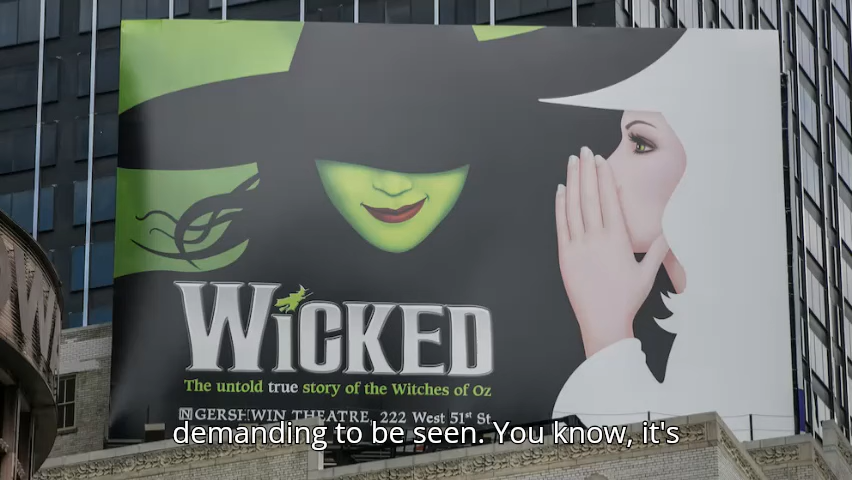 WICKED
The untold true story of the Witches of Oz
GERSHWIN THEATRE, 222 West 51st St
demanding to be seen. You know, it's